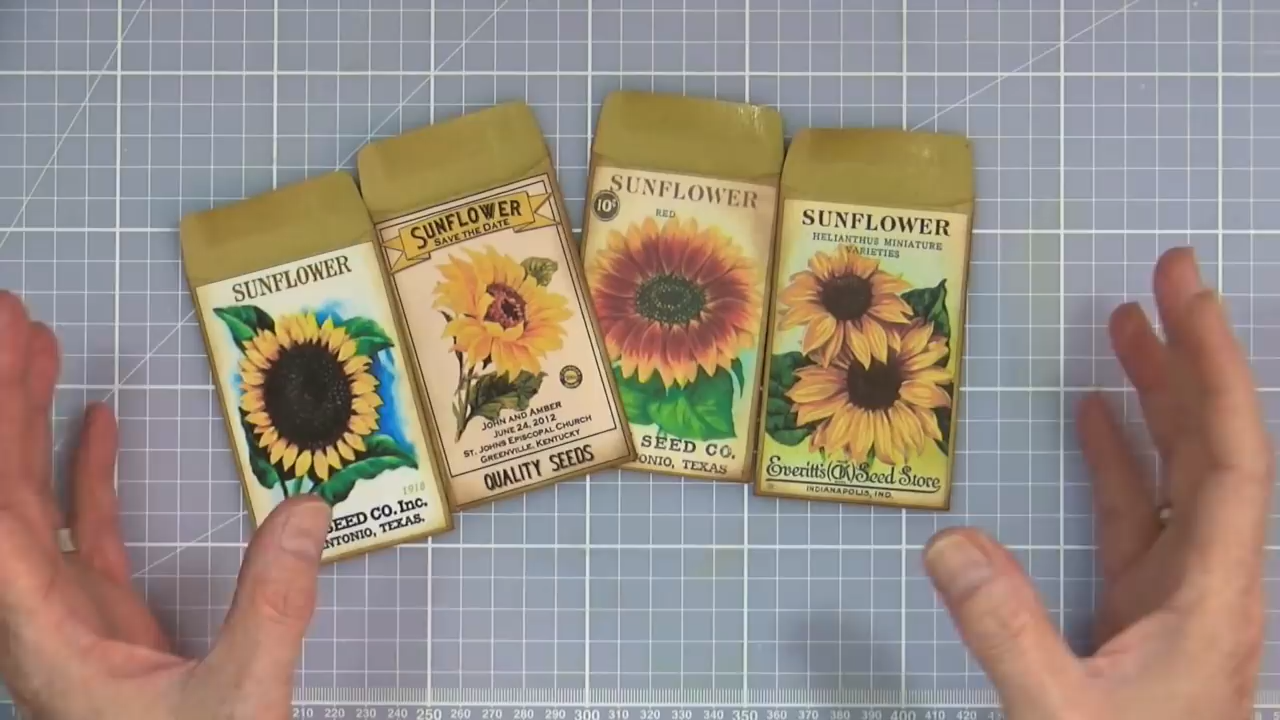 SUNFLOWER
1918
SEED CO. Inc.
ANTONIO, TEXAS.
SUNFLOWER
SAVE THE DATE
JOHN AND AMBER
JUNE 24, 2012
ST. JOHNS EPISCOPAL CHURCH
GREENVILLE, KENTUCKY
QUALITY SEEDS
SUNFLOWER
10¢
RED
SEED CO.
ONIO, TEXAS
SUNFLOWER
HELIANTHUS MINIATURE
VARIETIES
Everitt's Seed Store
INDIANAPOLIS, IND.
210 220 230 240 250 260 270 280 290 300 310 320 330 340 350 360 370 380 390 400 410 420